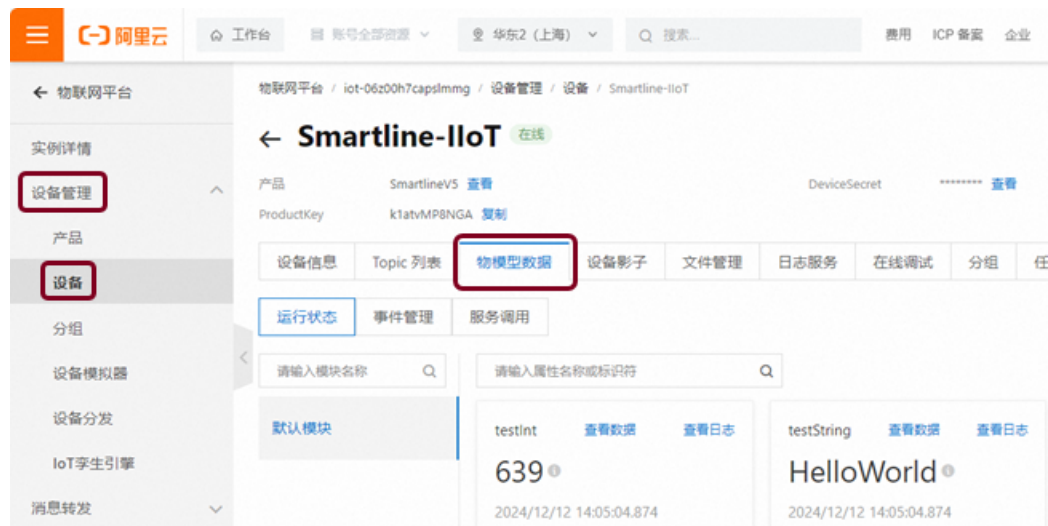 阿里云 工作台 账号全部资源 华东2（上海） 搜索... 费用 ICP 备案 企业
物联网平台
物联网平台 / iot-06z00h7capslmmg / 设备管理 / 设备 / Smartline-IIoT
Smartline-IIoT 在线
实例详情
设备管理
产品
设备
分组
设备模拟器
设备分发
IoT孪生引擎
消息转发
产品 SmartlineV5 查看 DeviceSecret ******** 查看
ProductKey k1atvMP8NGA 复制
设备信息 Topic 列表 物模型数据 设备影子 文件管理 日志服务 在线调试 分组 任
运行状态 事件管理 服务调用
请输入模块名称 请输入属性名称或标识符
默认模块
testInt 查看数据 查看日志
639
2024/12/12 14:05:04.874
testString 查看数据 查看日志
HelloWorld
2024/12/12 14:05:04.874